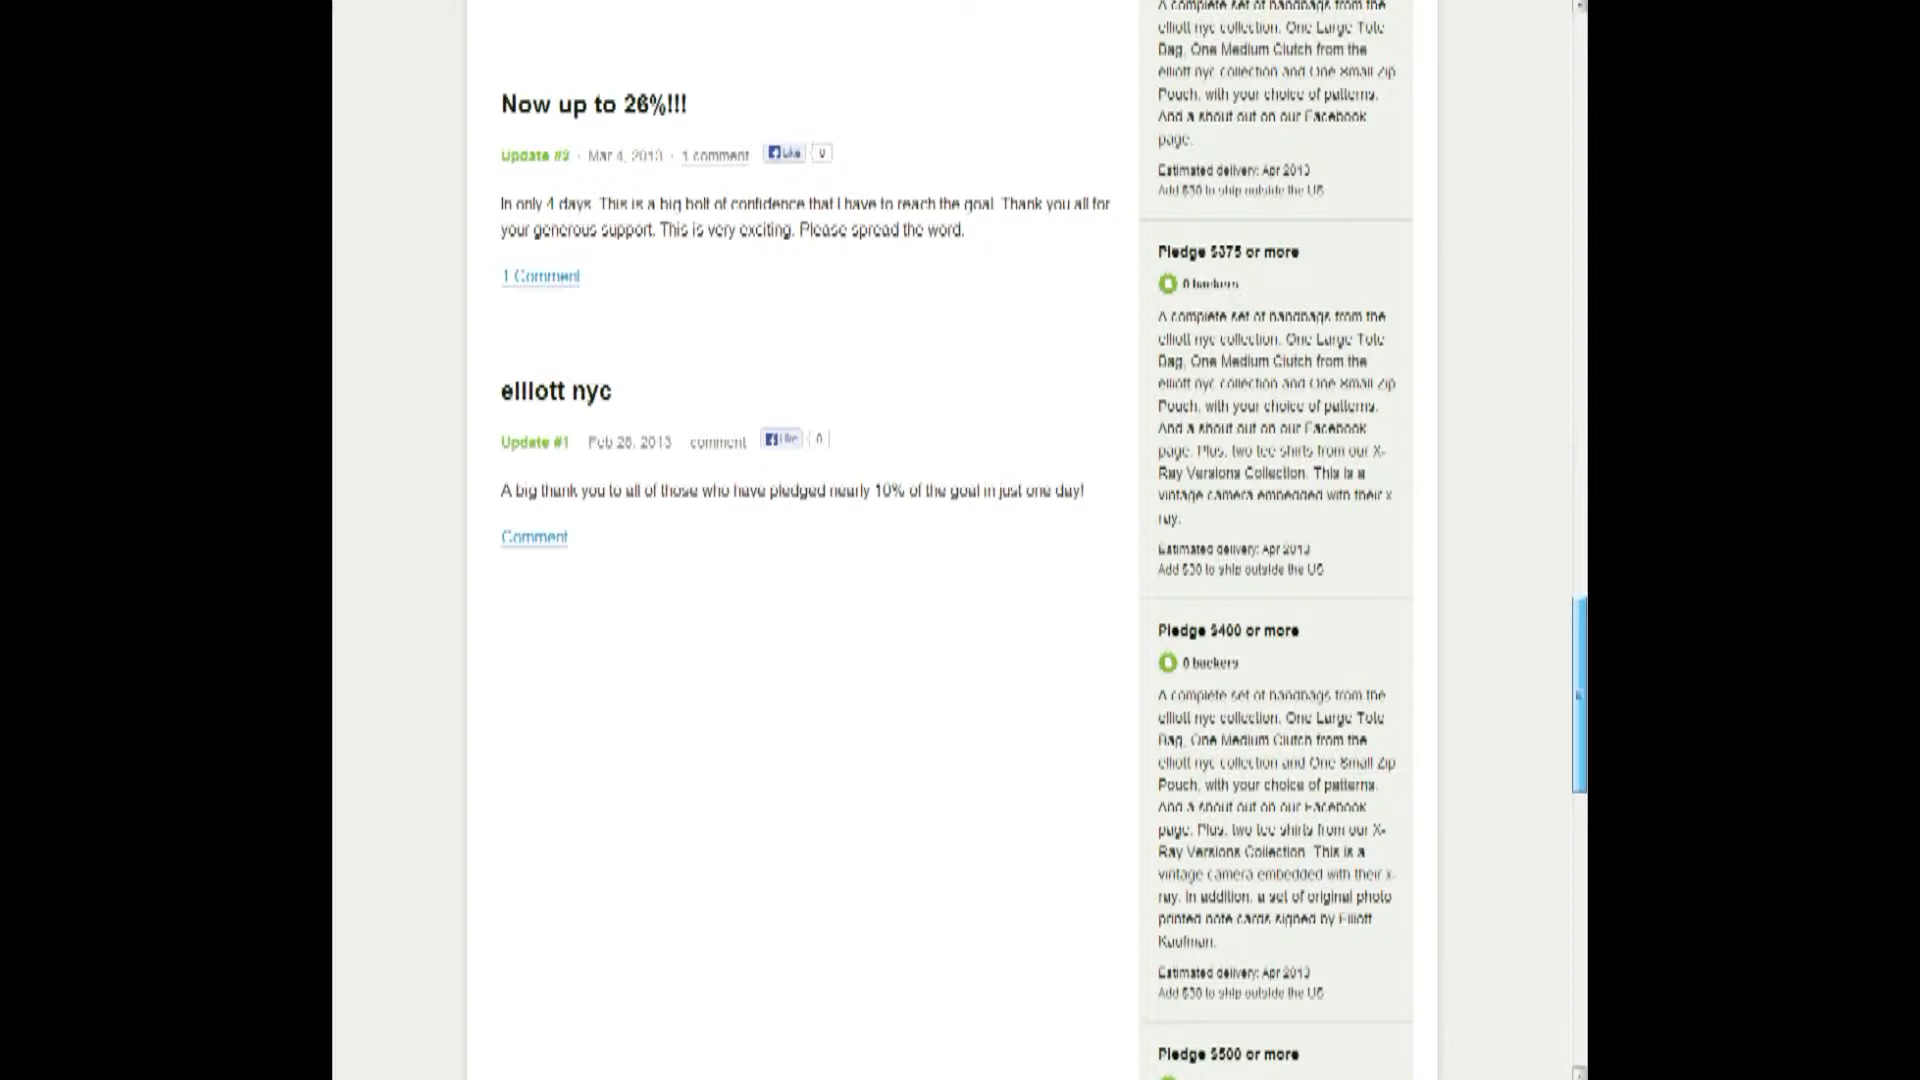 Now up to 26%!!!
Update #2 · Mar 4, 2013 · 1 comment Like 0
In only 4 days. This is a big bolt of confidence that I have to reach the goal. Thank you all for
your generous support. This is very exciting. Please spread the word.
1 Comment
elliott nyc
Update #1 Feb 28, 2013 comment Like 0
A big thank you to all of those who have pledged nearly 10% of the goal in just one day!
Comment
A complete set of handbags from the
elliott nyc collection. One Large Tote
Bag, One Medium Clutch from the
elliott nyc collection and One Small Zip
Pouch, with your choice of patterns.
And a shout out on our Facebook
page.
Estimated delivery: Apr 2013
Add $30 to ship outside the US
Pledge $375 or more
0 backers
A complete set of handbags from the
elliott nyc collection. One Large Tote
Bag, One Medium Clutch from the
elliott nyc collection and One Small Zip
Pouch, with your choice of patterns.
And a shout out on our Facebook
page. Plus, two tee shirts from our X-
Ray Versions Collection. This is a
vintage camera embedded with their x
ray.
Estimated delivery: Apr 2013
Add $30 to ship outside the US
Pledge $400 or more
0 backers
A complete set of handbags from the
elliott nyc collection. One Large Tote
Bag, One Medium Clutch from the
elliott nyc collection and One Small Zip
Pouch, with your choice of patterns.
And a shout out on our Facebook
page. Plus, two tee shirts from our X-
Ray Versions Collection. This is a
vintage camera embedded with their x-
ray. In addition, a set of original photo
printed note cards signed by Elliott
Kaufman.
Estimated delivery: Apr 2013
Add $30 to ship outside the US
Pledge $500 or more